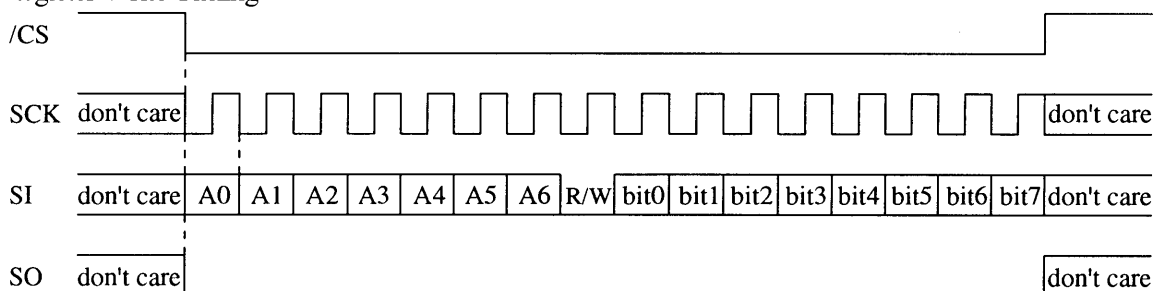 /CS
SCK don't care don't care
SI don't care A0 A1 A2 A3 A4 A5 A6 R/W bit0 bit1 bit2 bit3 bit4 bit5 bit6 bit7 don't care
SO don't care don't care